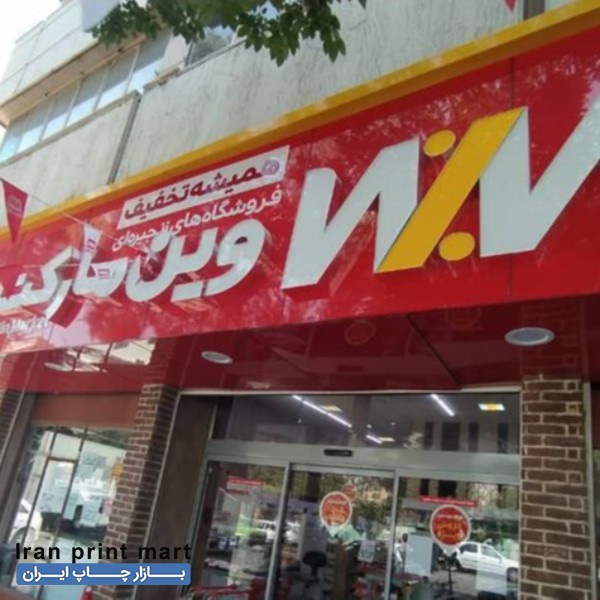 همیشه تخفیف
فروشگاه‌های زنجیره‌ای
وین مارکت
WIN
Iran print mart
بازار چاپ ایران